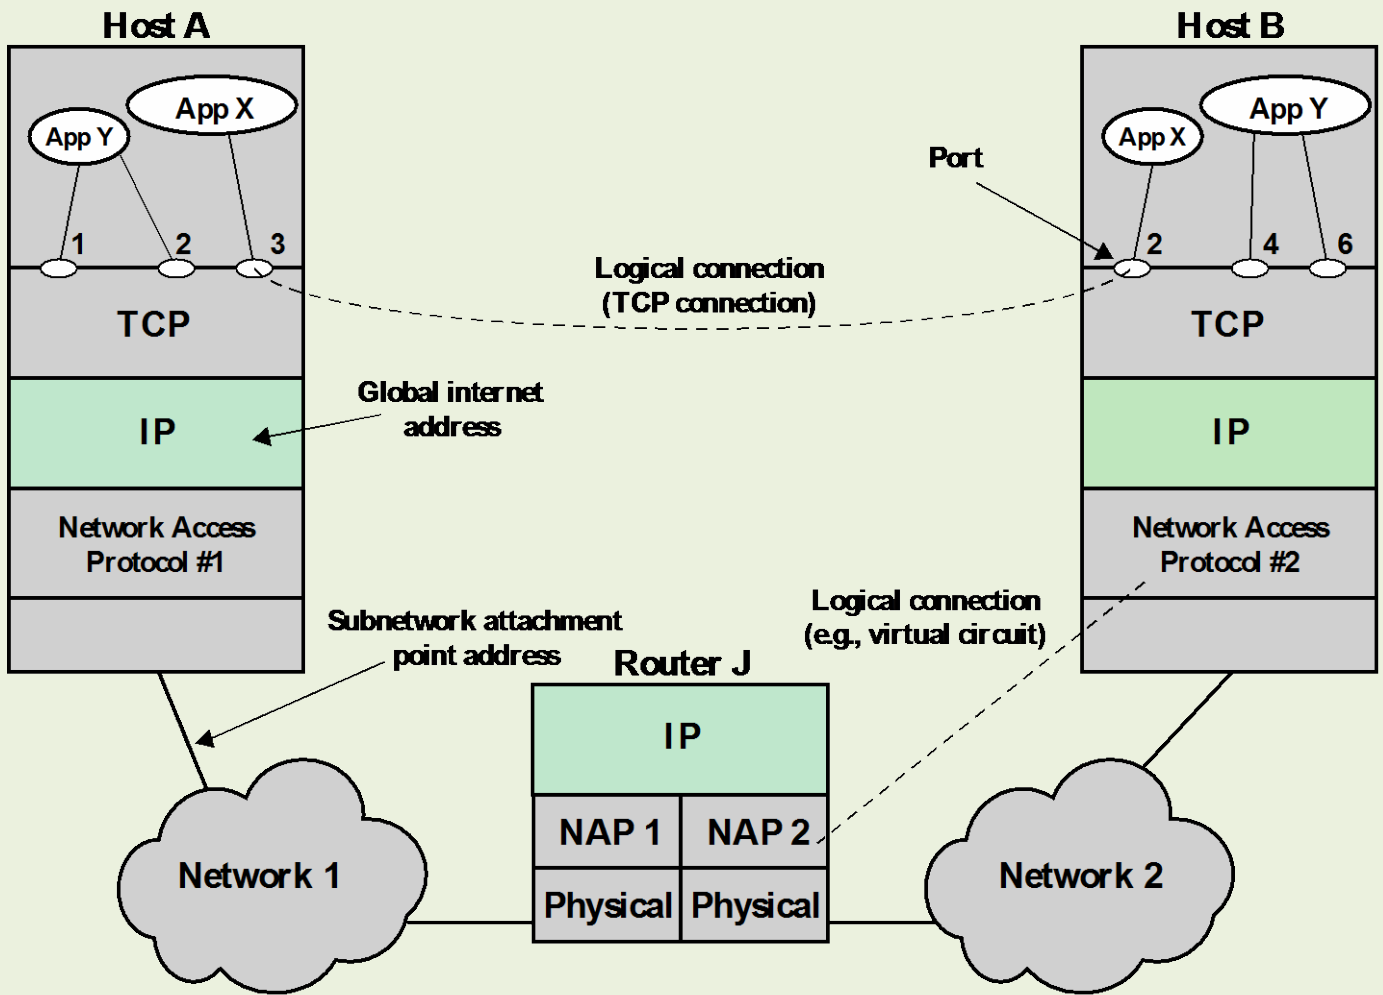 Host A
Host B
App X
App Y
App Y
App X
Port
1
2
3
2
4
6
Logical connection
(TCP connection)
TCP
TCP
Global internet
address
IP
IP
Network Access
Protocol #1
Network Access
Protocol #2
Logical connection
(e.g., virtual circuit)
Subnetwork attachment
point address
Router J
IP
NAP 1
NAP 2
Network 1
Network 2
Physical
Physical